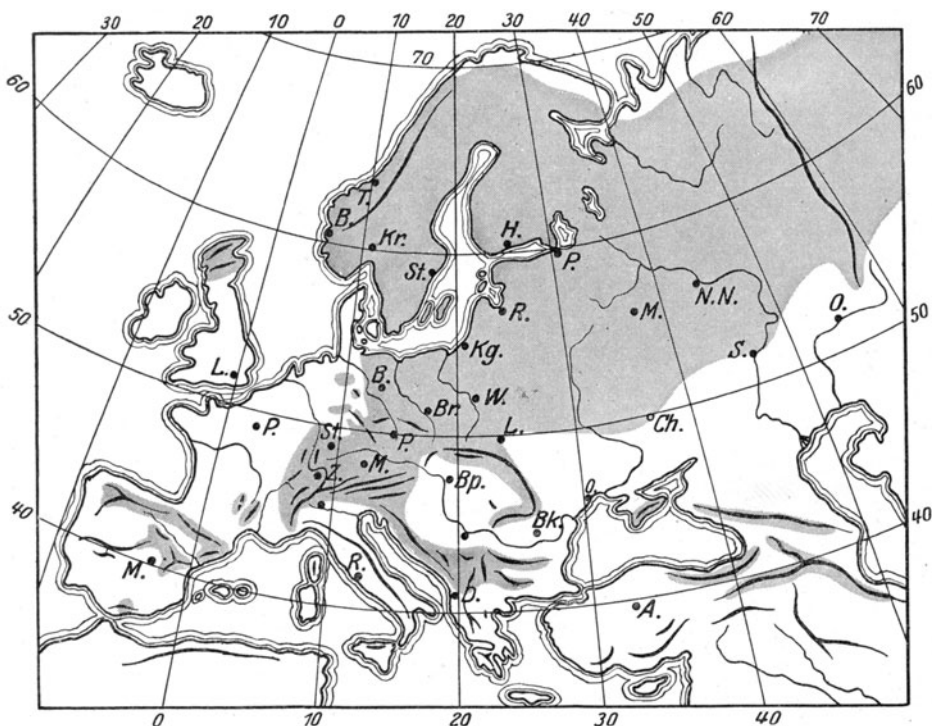 30 20 10 0 10 20 30 40 50 60 70
70
60
60
T.
B.
Kr.
H.
P.
St.
N.N.
O.
50
R.
M.
50
Kg.
S.
L.
B.
W.
Br.
Ch.
P.
St.
P.
L.
Z.
M.
Bp.
40
Bk.
40
M.
R.
D.
A.
0 10 20 30 40